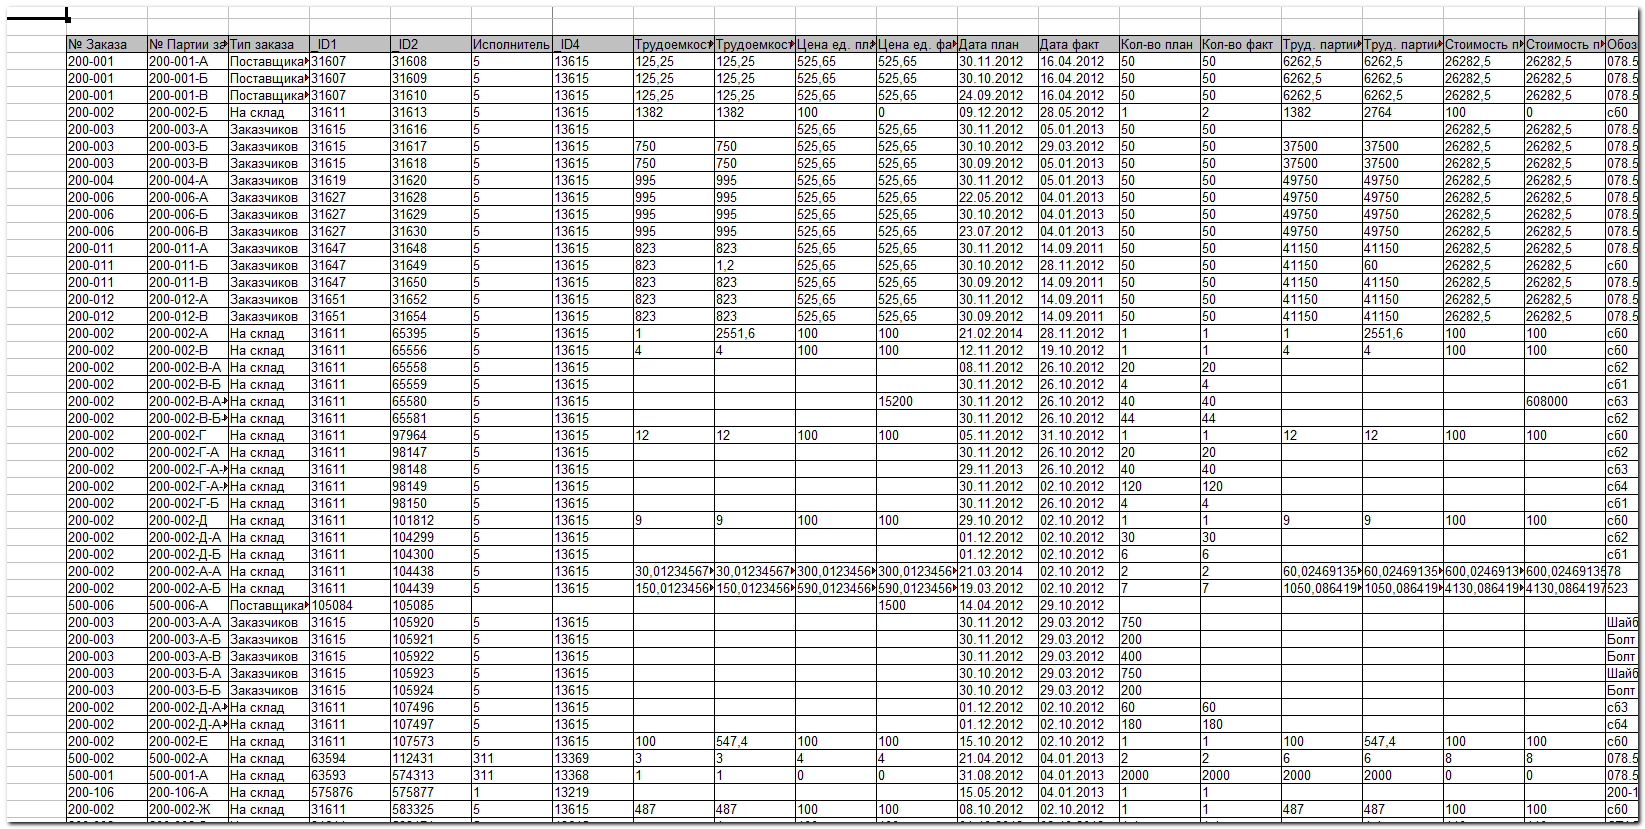 № Заказа № Партии за Тип заказа _ID1 _ID2 Исполнитель _ID4 Трудоемкос Трудоемкост Цена ед. пла Цена ед. фа Дата план Дата факт Кол-во план Кол-во факт Труд. партии Труд. партии Стоимость п Стоимость п Обоз
200-001 200-001-А Поставщика 31607 31608 5 13615 125,25 125,25 525,65 525,65 30.11.2012 16.04.2012 50 50 6262,5 6262,5 26282,5 26282,5 078.5
200-001 200-001-Б Поставщика 31607 31609 5 13615 125,25 125,25 525,65 525,65 30.10.2012 16.04.2012 50 50 6262,5 6262,5 26282,5 26282,5 078.5
200-001 200-001-В Поставщика 31607 31610 5 13615 125,25 125,25 525,65 525,65 24.09.2012 16.04.2012 50 50 6262,5 6262,5 26282,5 26282,5 078.5
200-002 200-002-Б На склад 31611 31613 5 13615 1382 1382 100 0 09.12.2012 28.05.2012 1 2 1382 2764 100 0 сб0
200-003 200-003-А Заказчиков 31615 31616 5 13615 525,65 525,65 30.11.2012 05.01.2013 50 50 26282,5 26282,5 078.5
200-003 200-003-Б Заказчиков 31615 31617 5 13615 750 750 525,65 525,65 30.10.2012 29.03.2012 50 50 37500 37500 26282,5 26282,5 078.5
200-003 200-003-В Заказчиков 31615 31618 5 13615 750 750 525,65 525,65 30.09.2012 05.01.2013 50 50 37500 37500 26282,5 26282,5 078.5
200-004 200-004-А Заказчиков 31619 31620 5 13615 995 995 525,65 525,65 30.11.2012 05.01.2013 50 50 49750 49750 26282,5 26282,5 078.5
200-006 200-006-А Заказчиков 31627 31628 5 13615 995 995 525,65 525,65 22.05.2012 04.01.2013 50 50 49750 49750 26282,5 26282,5 078.5
200-006 200-006-Б Заказчиков 31627 31629 5 13615 995 995 525,65 525,65 30.10.2012 04.01.2013 50 50 49750 49750 26282,5 26282,5 078.5
200-006 200-006-В Заказчиков 31627 31630 5 13615 995 995 525,65 525,65 23.07.2012 04.01.2013 50 50 49750 49750 26282,5 26282,5 078.5
200-011 200-011-А Заказчиков 31647 31648 5 13615 823 823 525,65 525,65 30.11.2012 14.09.2011 50 50 41150 41150 26282,5 26282,5 078.5
200-011 200-011-Б Заказчиков 31647 31649 5 13615 823 1,2 525,65 525,65 30.10.2012 28.11.2012 50 50 41150 60 26282,5 26282,5 сб0
200-011 200-011-В Заказчиков 31647 31650 5 13615 823 823 525,65 525,65 30.09.2012 14.09.2011 50 50 41150 41150 26282,5 26282,5 078.5
200-012 200-012-А Заказчиков 31651 31652 5 13615 823 823 525,65 525,65 30.11.2012 14.09.2011 50 50 41150 41150 26282,5 26282,5 078.5
200-012 200-012-В Заказчиков 31651 31654 5 13615 823 823 525,65 525,65 30.09.2012 14.09.2011 50 50 41150 41150 26282,5 26282,5 078.5
200-002 200-002-А На склад 31611 65395 5 13615 1 2551,6 100 100 21.02.2014 28.11.2012 1 1 1 2551,6 100 100 сб0
200-002 200-002-В На склад 31611 65556 5 13615 4 4 100 100 12.11.2012 19.10.2012 1 1 4 4 100 100 сб0
200-002 200-002-В-А На склад 31611 65558 5 13615 08.11.2012 26.10.2012 20 20 сб2
200-002 200-002-В-Б На склад 31611 65559 5 13615 30.11.2012 26.10.2012 4 4 сб1
200-002 200-002-В-А На склад 31611 65580 5 13615 15200 30.11.2012 26.10.2012 40 40 608000 сб3
200-002 200-002-В-Б На склад 31611 65581 5 13615 30.11.2012 26.10.2012 44 44 сб2
200-002 200-002-Г На склад 31611 97964 5 13615 12 12 100 100 05.11.2012 31.10.2012 1 1 12 12 100 100 сб0
200-002 200-002-Г-А На склад 31611 98147 5 13615 30.11.2012 26.10.2012 20 20 сб2
200-002 200-002-Г-А- На склад 31611 98148 5 13615 29.11.2013 26.10.2012 40 40 сб3
200-002 200-002-Г-А- На склад 31611 98149 5 13615 30.11.2012 02.10.2012 120 120 сб4
200-002 200-002-Г-Б На склад 31611 98150 5 13615 30.11.2012 26.10.2012 4 4 сб1
200-002 200-002-Д На склад 31611 101812 5 13615 9 9 100 100 29.10.2012 02.10.2012 1 1 9 9 100 100 сб0
200-002 200-002-Д-А На склад 31611 104299 5 13615 01.12.2012 02.10.2012 30 30 сб2
200-002 200-002-Д-Б На склад 31611 104300 5 13615 01.12.2012 02.10.2012 6 6 сб1
200-002 200-002-А-А На склад 31611 104438 5 13615 30,01234567 30,01234567 300,0123456 300,0123456 21.03.2014 02.10.2012 2 2 60,02469135 60,02469135 600,0246913 600,02469135 78
200-002 200-002-А-Б На склад 31611 104439 5 13615 150,0123456 150,0123456 590,0123456 590,0123456 19.03.2012 02.10.2012 7 7 1050,086419 1050,086419 4130,086419 4130,0864197 523
500-006 500-006-А Поставщика 105084 105085 1500 14.04.2012 29.10.2012
200-003 200-003-А-А Заказчиков 31615 105920 5 13615 30.11.2012 29.03.2012 750 Шайб
200-003 200-003-А-Б Заказчиков 31615 105921 5 13615 30.11.2012 29.03.2012 200 Болт
200-003 200-003-А-В Заказчиков 31615 105922 5 13615 30.11.2012 29.03.2012 400 Болт
200-003 200-003-Б-А Заказчиков 31615 105923 5 13615 30.10.2012 29.03.2012 750 Шайб
200-003 200-003-Б-Б Заказчиков 31615 105924 5 13615 30.10.2012 29.03.2012 200 Болт
200-002 200-002-Д-А На склад 31611 107496 5 13615 01.12.2012 02.10.2012 60 60 сб3
200-002 200-002-Д-А- На склад 31611 107497 5 13615 01.12.2012 02.10.2012 180 180 сб4
200-002 200-002-Е На склад 31611 107573 5 13615 100 547,4 100 100 15.10.2012 02.10.2012 1 1 100 547,4 100 100 сб0
500-002 500-002-А На склад 63594 112431 311 13369 3 3 4 4 21.04.2012 04.01.2013 2 2 6 6 8 8 078.5
500-001 500-001-А На склад 63593 574313 311 13368 1 1 0 0 31.08.2012 04.01.2013 2000 2000 2000 2000 0 0 078.5
200-106 200-106-А На склад 575876 575877 1 13219 15.05.2012 04.01.2013 1 1 200-1
200-002 200-002-Ж На склад 31611 583325 5 13615 487 487 100 100 08.10.2012 02.10.2012 1 1 487 487 100 100 сб0